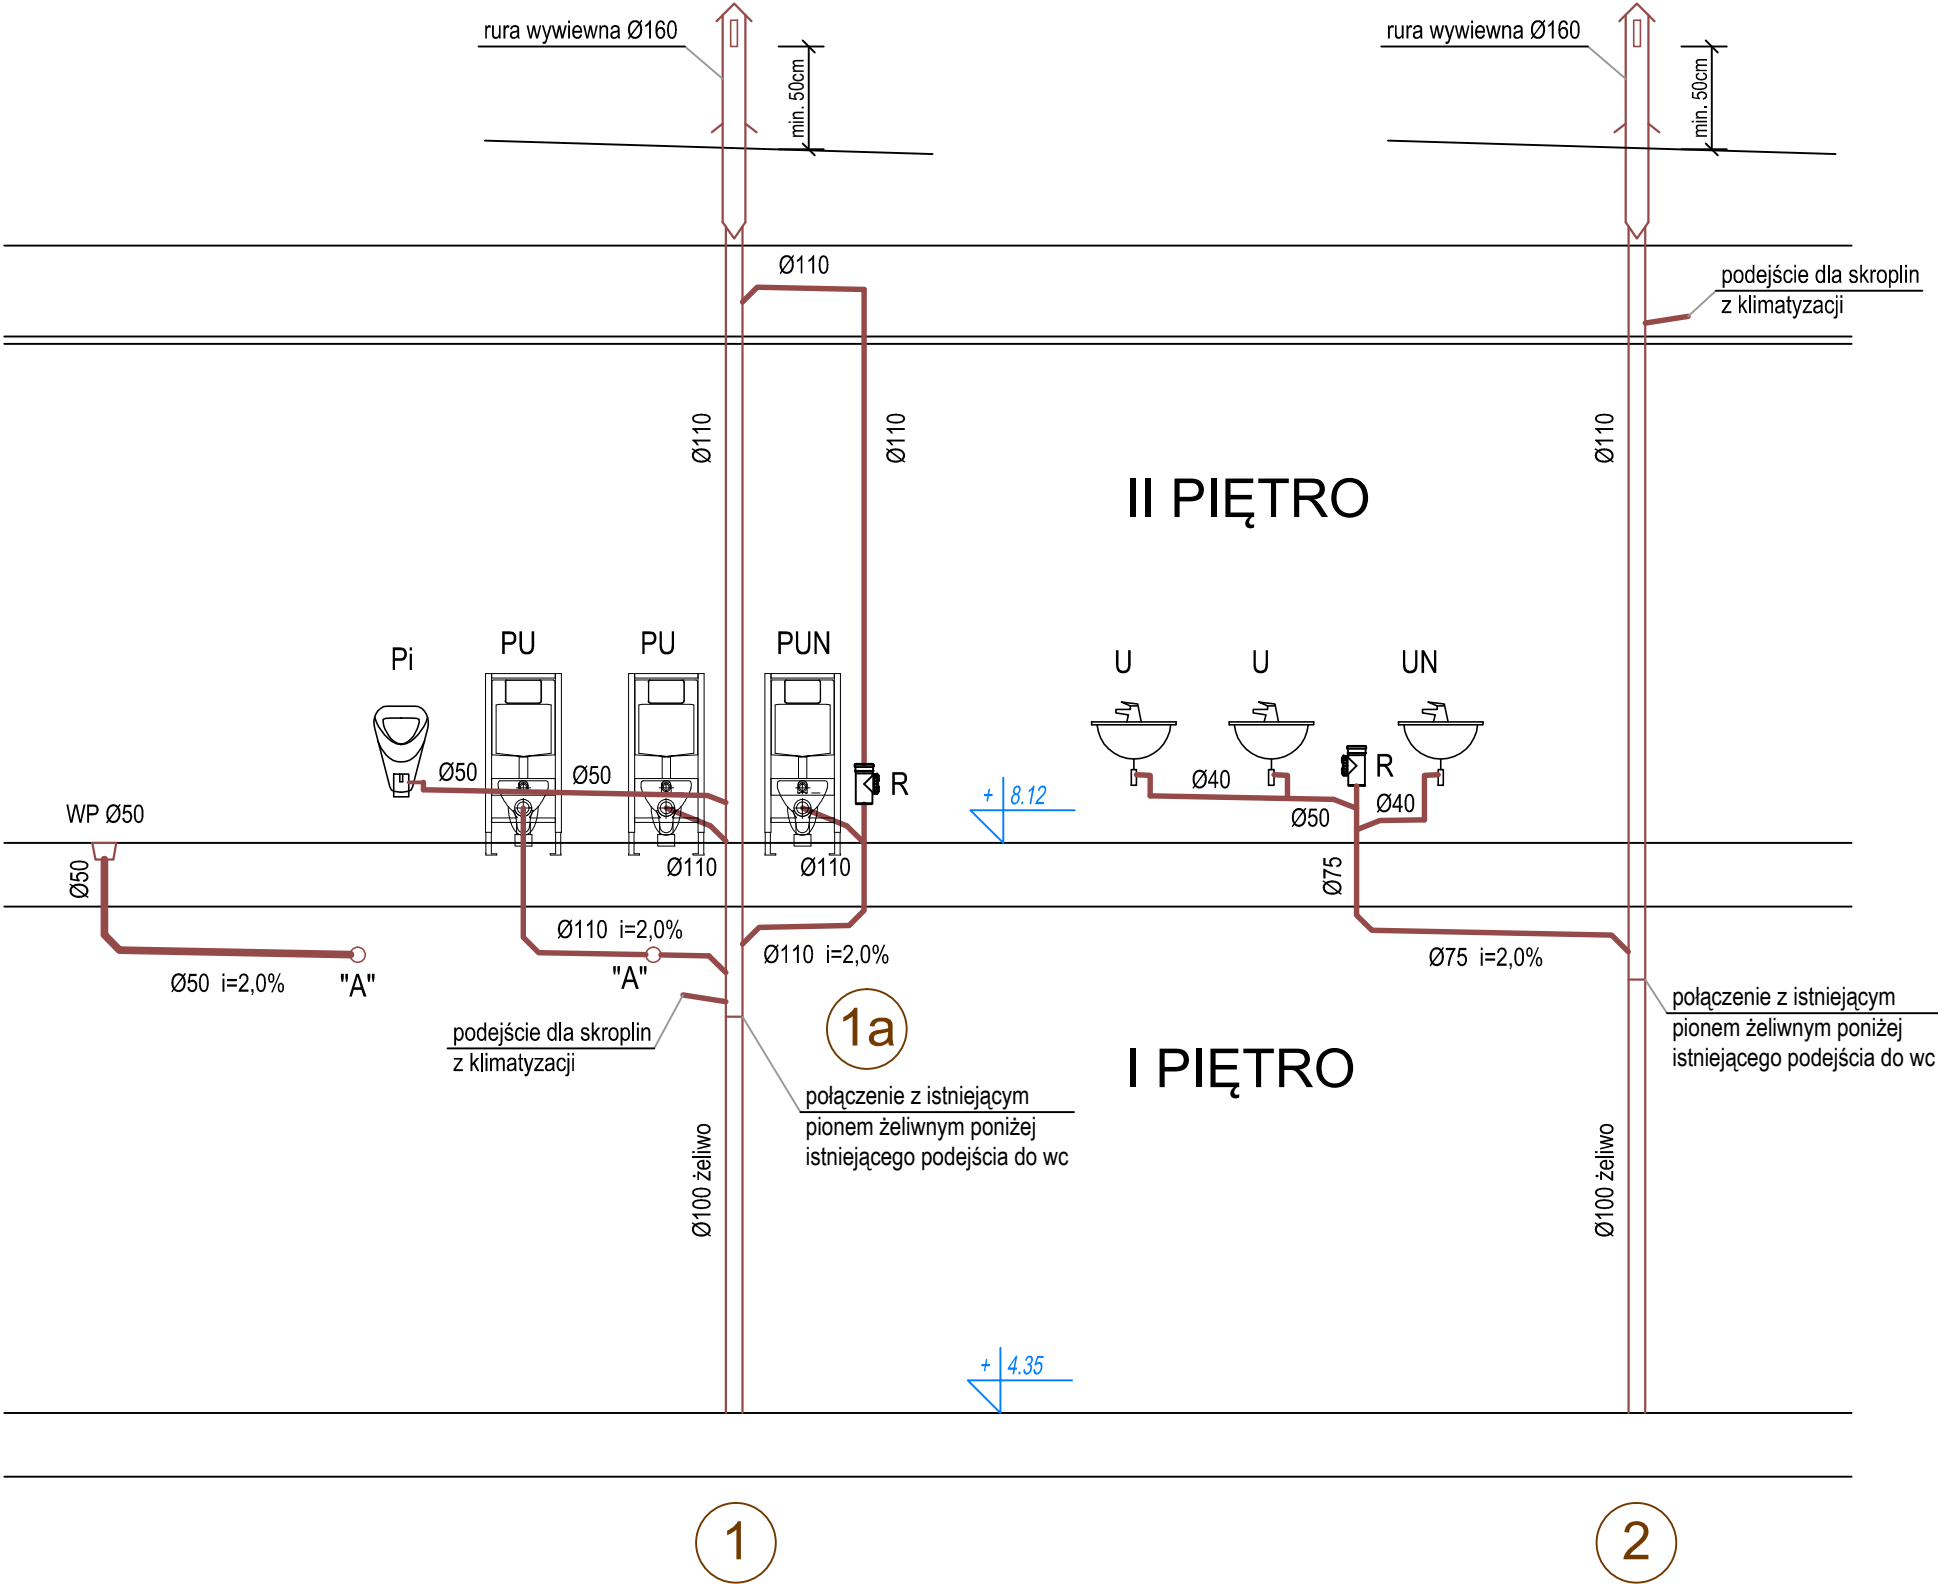 rura wywiewna Ø160
min. 50cm
rura wywiewna Ø160
min. 50cm
Ø110
podejście dla skroplin
z klimatyzacji
Ø110
Ø110
Ø110
II PIĘTRO
Pi
PU
PU
PUN
U
U
UN
Ø50
Ø50
R
Ø40
R
Ø40
Ø50
+ 8.12
WP Ø50
Ø50
Ø110
Ø110
Ø75
Ø110 i=2,0%
Ø110 i=2,0%
Ø75 i=2,0%
Ø50 i=2,0%
"A"
"A"
podejście dla skroplin
z klimatyzacji
1a
połączenie z istniejącym
pionem żeliwnym poniżej
istniejącego podejścia do wc
I PIĘTRO
połączenie z istniejącym
pionem żeliwnym poniżej
istniejącego podejścia do wc
Ø100 żeliwo
Ø100 żeliwo
+ 4.35
1
2